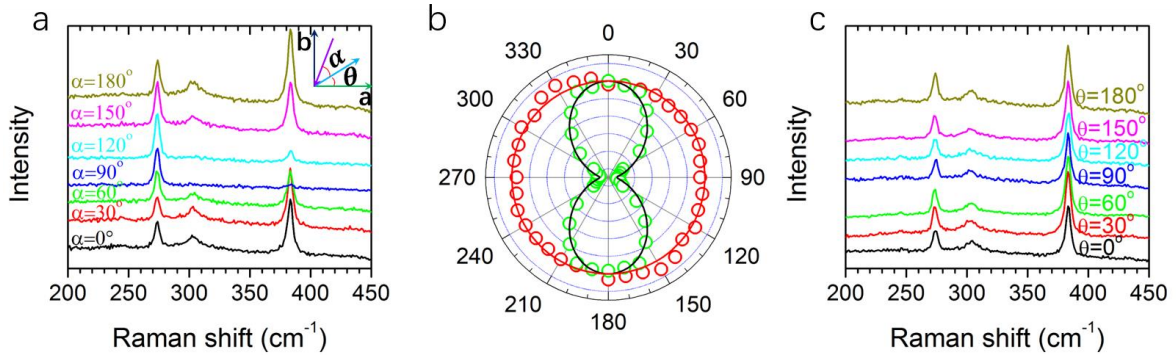 a
b
c
α=180°
α=150°
α=120°
α=90°
α=60°
α=30°
α=0°
b
α
θ
a
Intensity
200 250 300 350 400 450
Raman shift (cm⁻¹)
0
30
60
90
120
150
180
210
240
270
300
330
θ=180°
θ=150°
θ=120°
θ=90°
θ=60°
θ=30°
θ=0°
Intensity
200 250 300 350 400 450
Raman shift (cm⁻¹)